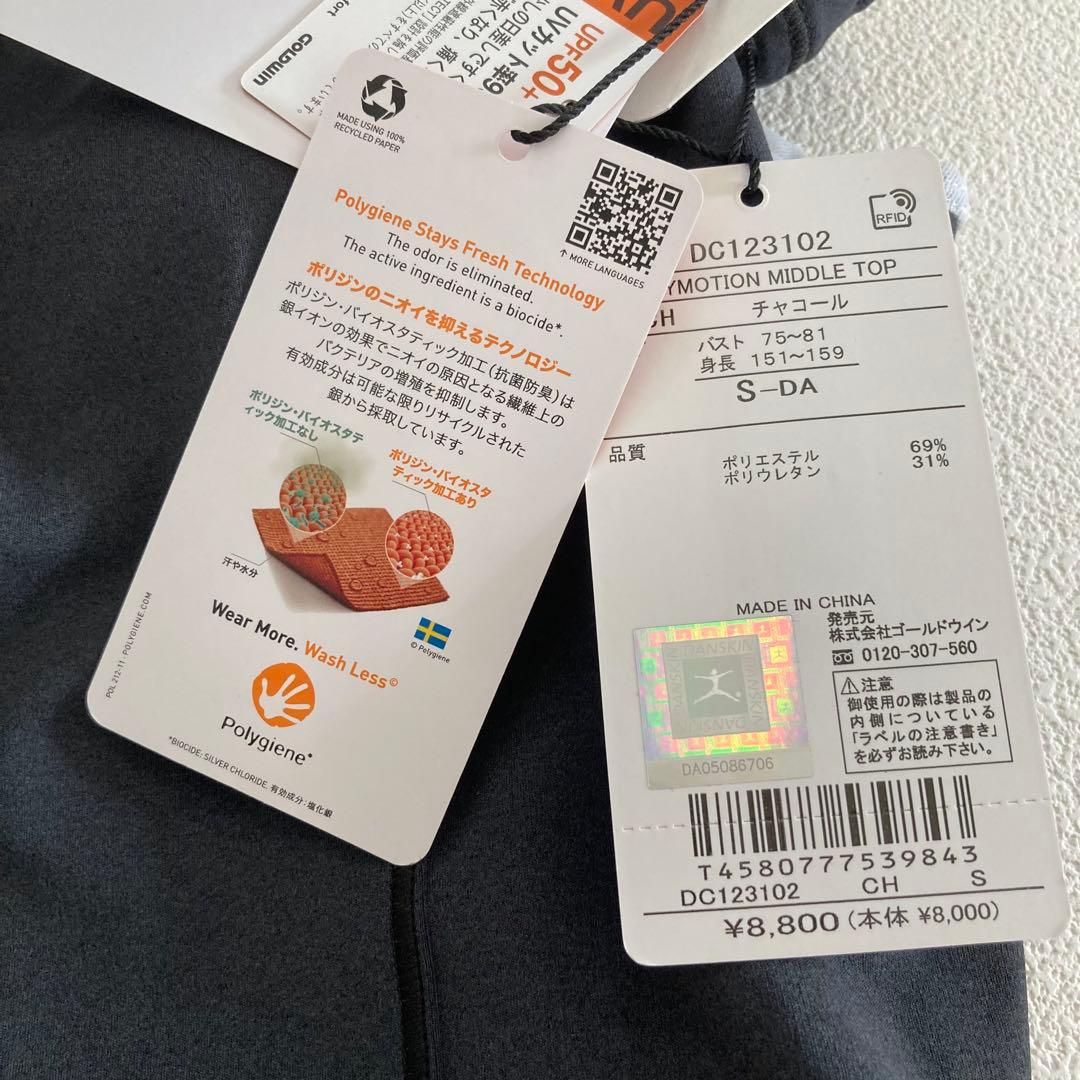 GOLDWIN
UPF50+
UVカット率
MADE USING 100%
RECYCLED PAPER
↑ MORE LANGUAGES
Polygiene Stays Fresh Technology
The odor is eliminated.
The active ingredient is a biocide*.
ポリジンのニオイを抑えるテクノロジー
ポリジン・バイオスタティック加工(抗菌防臭)は
銀イオンの効果でニオイの原因となる繊維上の
バクテリアの増殖を抑制します。
有効成分は可能な限りリサイクルされた
銀から採取しています。
ポリジン・バイオスタテ
ィック加工なし
ポリジン・バイオスタ
ティック加工あり
汗や水分
© Polygiene
Wear More. Wash Less©
Polygiene®
*BIOCIDE: SILVER CHLORIDE. 有効成分:塩化銀
POL 212-11 · POLYGIENE.COM
RFID
DC123102
YMOTION MIDDLE TOP
CH チャコール
バスト 75~81
身長 151~159
S-DA
品質
ポリエステル 69%
ポリウレタン 31%
MADE IN CHINA
発売元
株式会社ゴールドウイン
0120-307-560
⚠注意
御使用の際は製品の
内側についている
「ラベルの注意書き」
を必ずお読み下さい。
DANSKIN
DANSKIN
DANSKIN
DANSKIN
DA05086706
T4580777539843
DC123102 CH S
¥8,800(本体 ¥8,000)